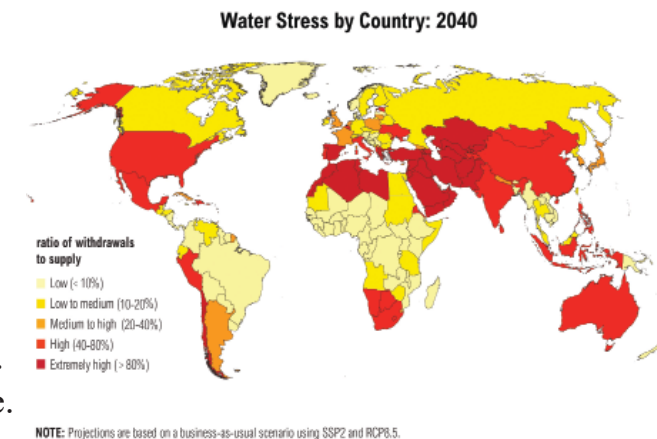 Water Stress by Country: 2040
ratio of withdrawals
to supply
Low (< 10%)
Low to medium (10-20%)
Medium to high (20-40%)
High (40-80%)
Extremely high (> 80%)
e.
NOTE: Projections are based on a business-as-usual scenario using SSP2 and RCP8.5.